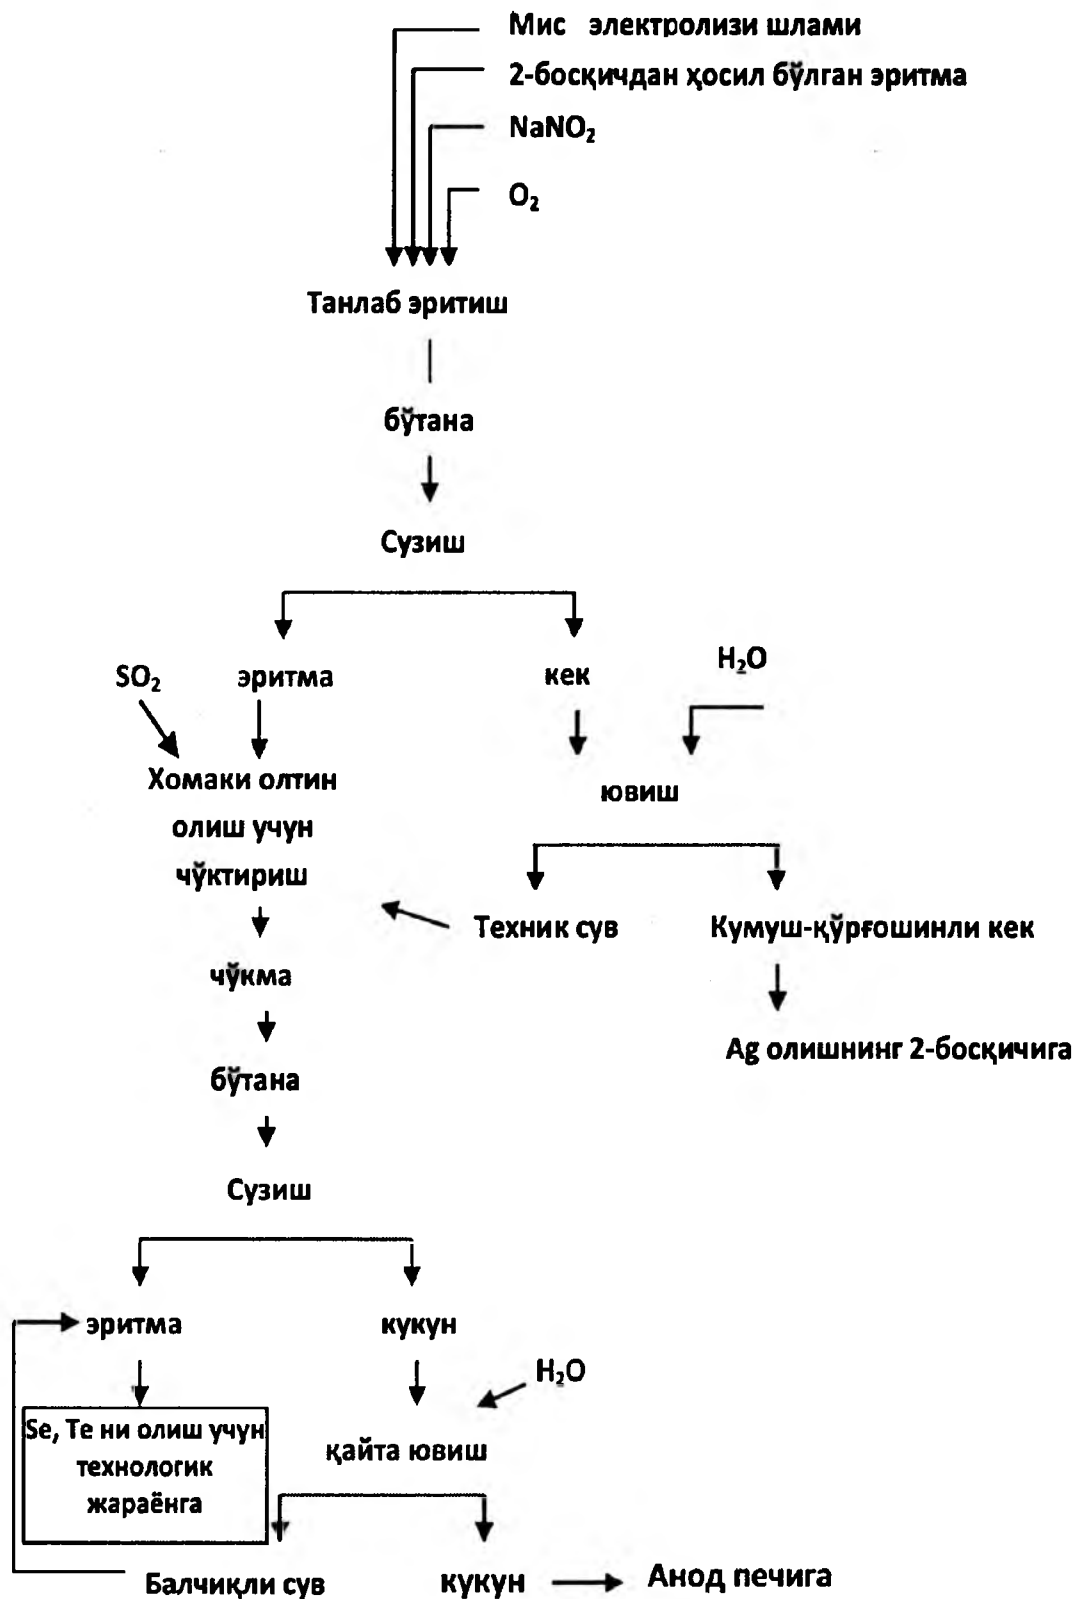 Мис электролизи шлами
2-босқичдан ҳосил бўлган эритма
NaNO₂
O₂
Танлаб эритиш
бўтана
Сузиш
SO₂
эритма
кек
H₂O
Хомаки олтин
олиш учун
чўктириш
ювиш
Техник сув
Кумуш-қўрғошинли кек
чўкма
Ag олишнинг 2-босқичига
бўтана
Сузиш
эритма
кукун
H₂O
Se, Te ни олиш учун
технологик
жараёнга
қайта ювиш
Балчиқли сув
кукун
Анод печига